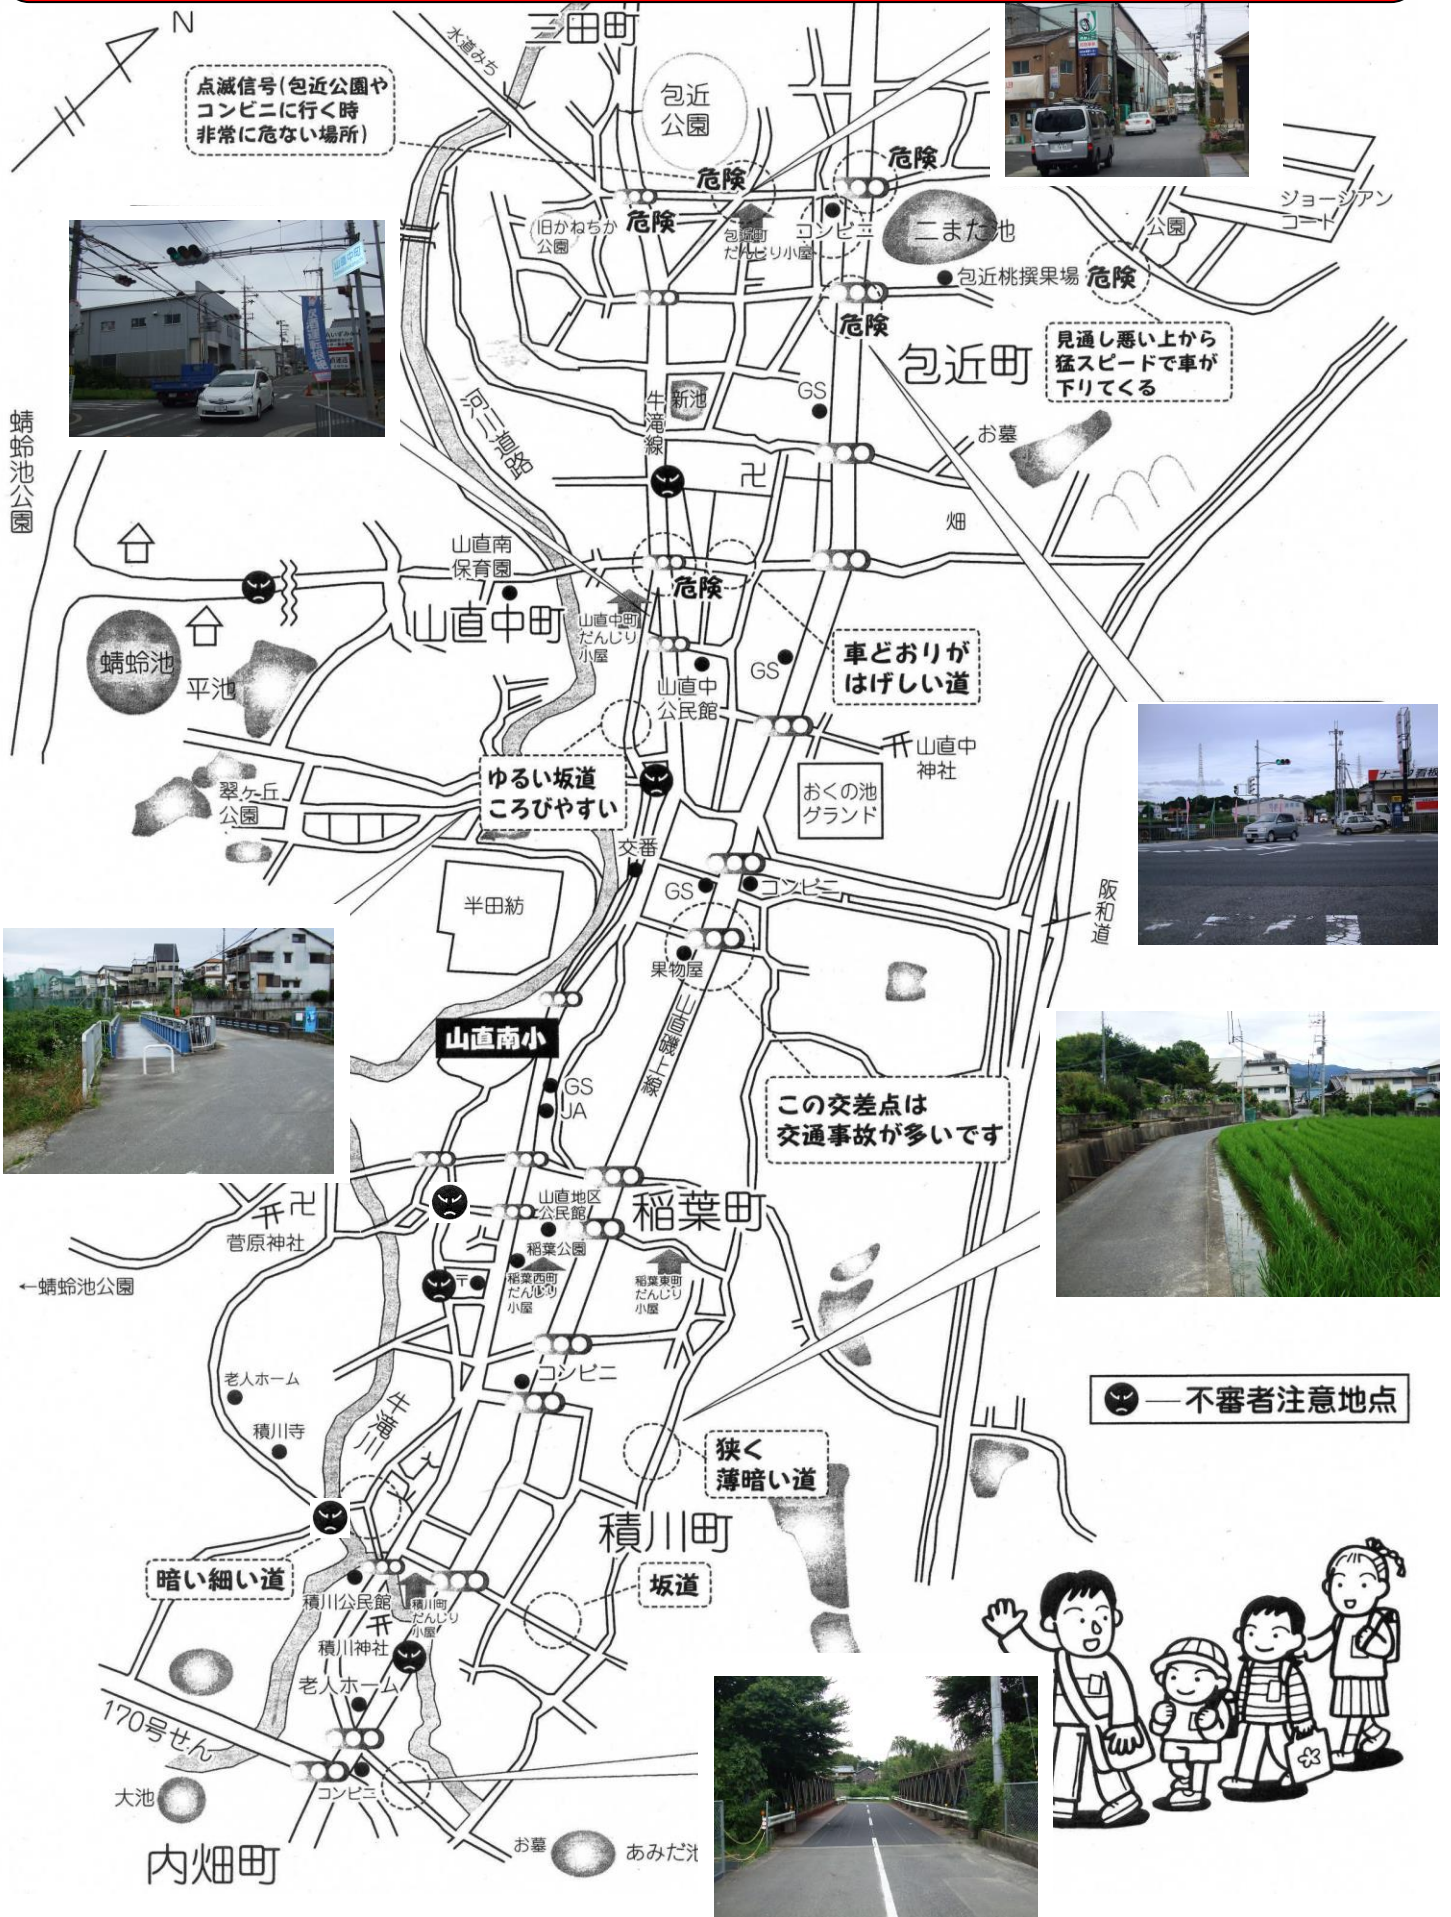 N
三田町
水道みち
点滅信号(包近公園や
コンビニに行く時
非常に危ない場所)
包近
公園
危険
危険
危険
旧かねちか
公園
包近町
だんじり小屋
コンビニ
二また池
公園
ジョージアン
コート
包近桃撰果場
危険
危険
山直中町
包近町
見通し悪い上から
猛スピードで車が
下りてくる
牛滝線
新池
GS
河三道路
お墓
蜻蛉池公園
卍
畑
山直南
保育園
危険
山直中町
山直中町
だんじり
小屋
車どおりが
はげしい道
蜻蛉池
平池
GS
山直中
公民館
山直中
神社
ゆるい坂道
ころびやすい
翠ヶ丘
公園
おくの池
グランド
交番
GS
コンビニ
半田紡
阪和道
果物屋
山直磯上線
山直南小
GS
JA
この交差点は
交通事故が多いです
山直地区
公民館
稲葉町
卍
菅原神社
稲葉公園
←蜻蛉池公園
〒
稲葉西町
だんじり
小屋
稲葉東町
だんじり
小屋
コンビニ
老人ホーム
牛滝川
不審者注意地点
積川寺
狭く
薄暗い道
積川町
暗い細い道
坂道
積川公民館
積川町
だんじり
小屋
積川神社
老人ホーム
170号せん
コンビニ
大池
内畑町
お墓
あみだ池